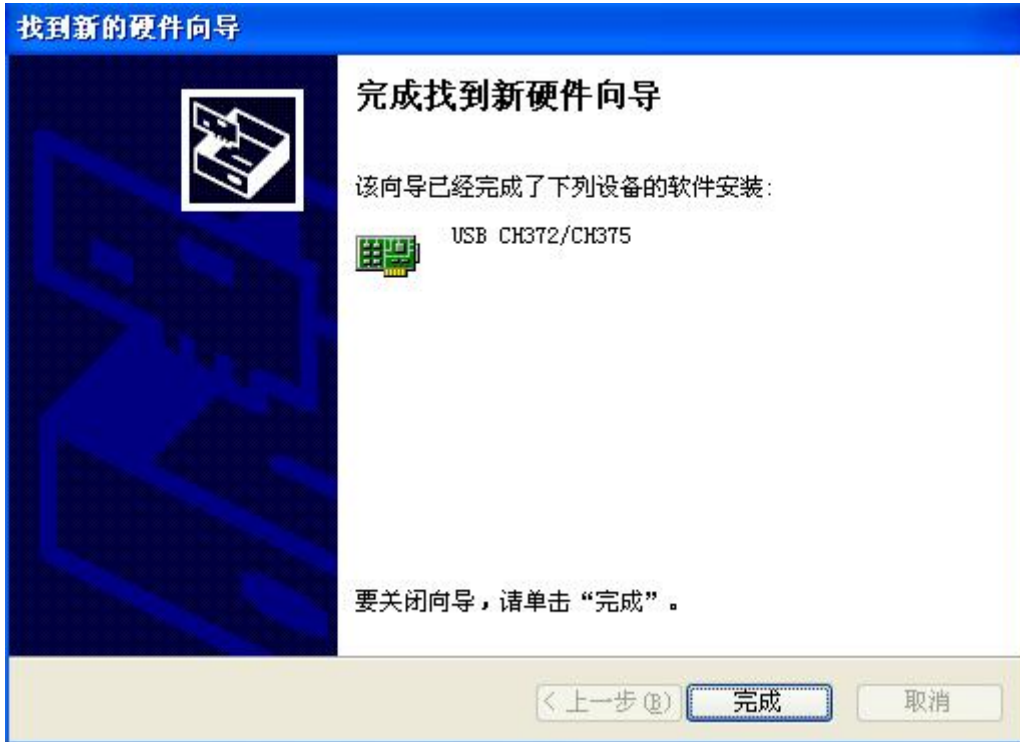 找到新的硬件向导
完成找到新硬件向导
该向导已经完成了下列设备的软件安装:
USB CH372/CH375
要关闭向导,请单击“完成”。
< 上一步(B)
完成
取消